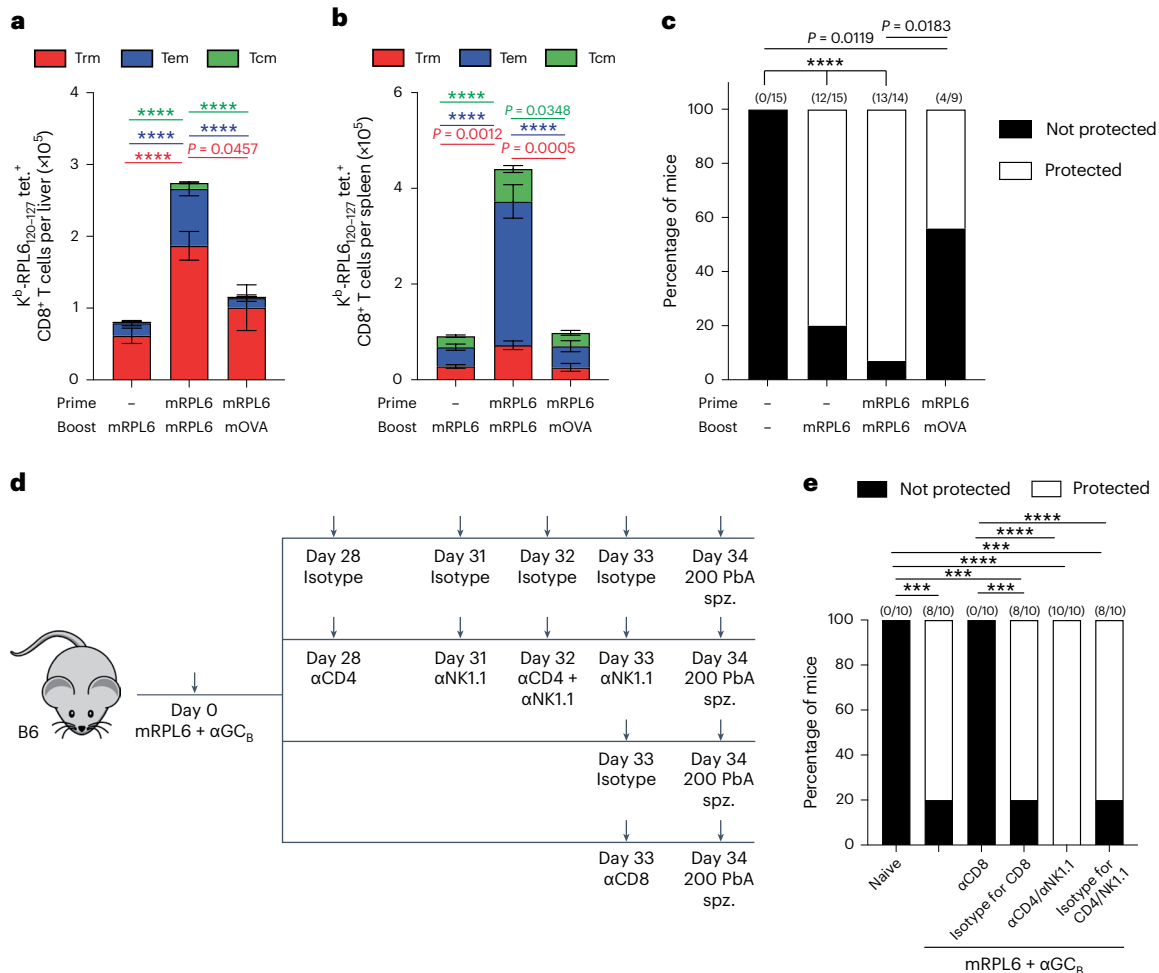 a
Trm Tem Tcm
K^b-RPL6_120–127 tet.^+
CD8^+ T cells per liver (×10^5)
4
3
2
1
0
****
****
****
****
****
P = 0.0457
Prime – mRPL6 mRPL6
Boost mRPL6 mRPL6 mOVA
b
Trm Tem Tcm
K^b-RPL6_120–127 tet.^+
CD8^+ T cells per spleen (×10^5)
6
4
2
0
****
****
P = 0.0012
P = 0.0348
****
P = 0.0005
Prime – mRPL6 mRPL6
Boost mRPL6 mRPL6 mOVA
c
P = 0.0183
P = 0.0119
****
(0/15) (12/15) (13/14) (4/9)
Percentage of mice
100
80
60
40
20
0
Not protected
Protected
Prime – – mRPL6 mRPL6
Boost – mRPL6 mRPL6 mOVA
d
B6
Day 0
mRPL6 + αGC_B
Day 28 Day 31 Day 32 Day 33 Day 34
Isotype Isotype Isotype Isotype 200 PbA
spz.
Day 28 Day 31 Day 32 Day 33 Day 34
αCD4 αNK1.1 αCD4 + αNK1.1 200 PbA
αNK1.1 spz.
Day 33 Day 34
Isotype 200 PbA
spz.
Day 33 Day 34
αCD8 200 PbA
spz.
e
Not protected Protected
****
****
***
****
***
*** ***
(0/10) (8/10) (0/10) (8/10) (10/10) (8/10)
Percentage of mice
100
80
60
40
20
0
Naive
αCD8
Isotype for CD8
αCD4/αNK1.1
Isotype for
CD4/NK1.1
mRPL6 + αGC_B